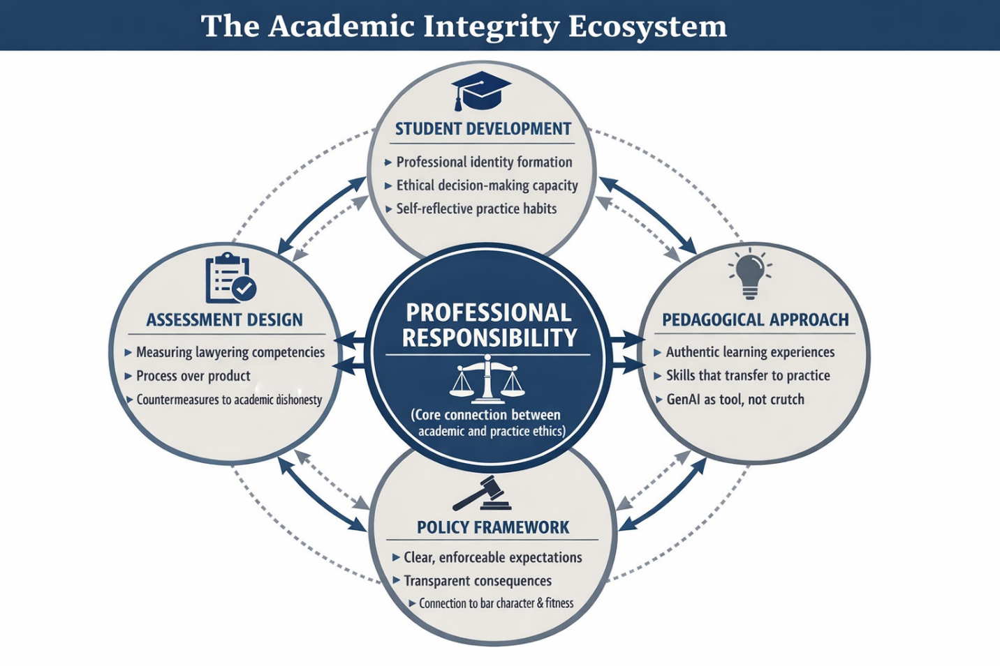 The Academic Integrity Ecosystem
STUDENT DEVELOPMENT
Professional identity formation
Ethical decision-making capacity
Self-reflective practice habits
ASSESSMENT DESIGN
Measuring lawyering competencies
Process over product
Countermeasures to academic dishonesty
PROFESSIONAL
RESPONSIBILITY
(Core connection between
academic and practice ethics)
PEDAGOGICAL APPROACH
Authentic learning experiences
Skills that transfer to practice
GenAI as tool, not crutch
POLICY FRAMEWORK
Clear, enforceable expectations
Transparent consequences
Connection to bar character & fitness